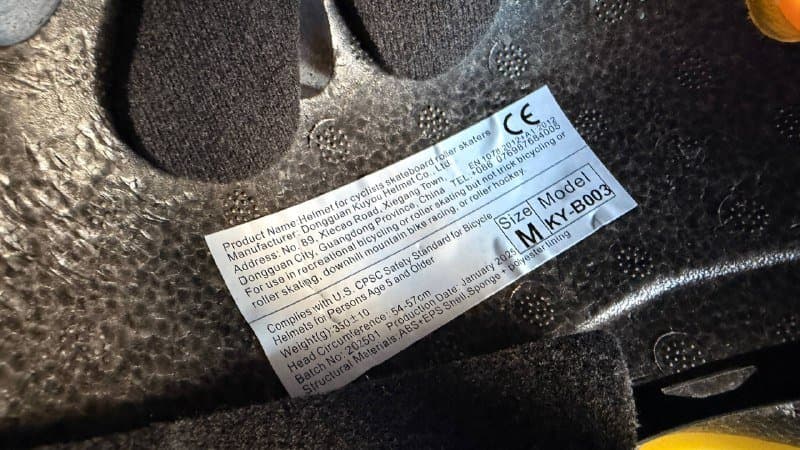 Product Name: Helmet for cyclists skateboard roller skaters
CE
Manufacturer: Dongguan Kuyou Helmet Co., Ltd
EN 1078:2012+A1:2012
Address: No. 89, Xiecao Road, Xiegang Town,
TEL: +086 076987684005
Dongguan City, Guangdong Province, China
For use in recreational bicycling or roller skating but not trick bicycling or
roller skating, downhill mountain bike racing, or roller hockey.
Complies with U.S. CPSC Safety Standard for Bicycle
Helmets for Persons Age 5 and Older
Weight(g):350±10
Head Circumference: 54-57cm
Batch No: 202501 Production Date: January 2025
Structural Materials:ABS+EPS Shell,Sponge + polyester lining
Size
M
Model
KY-B003